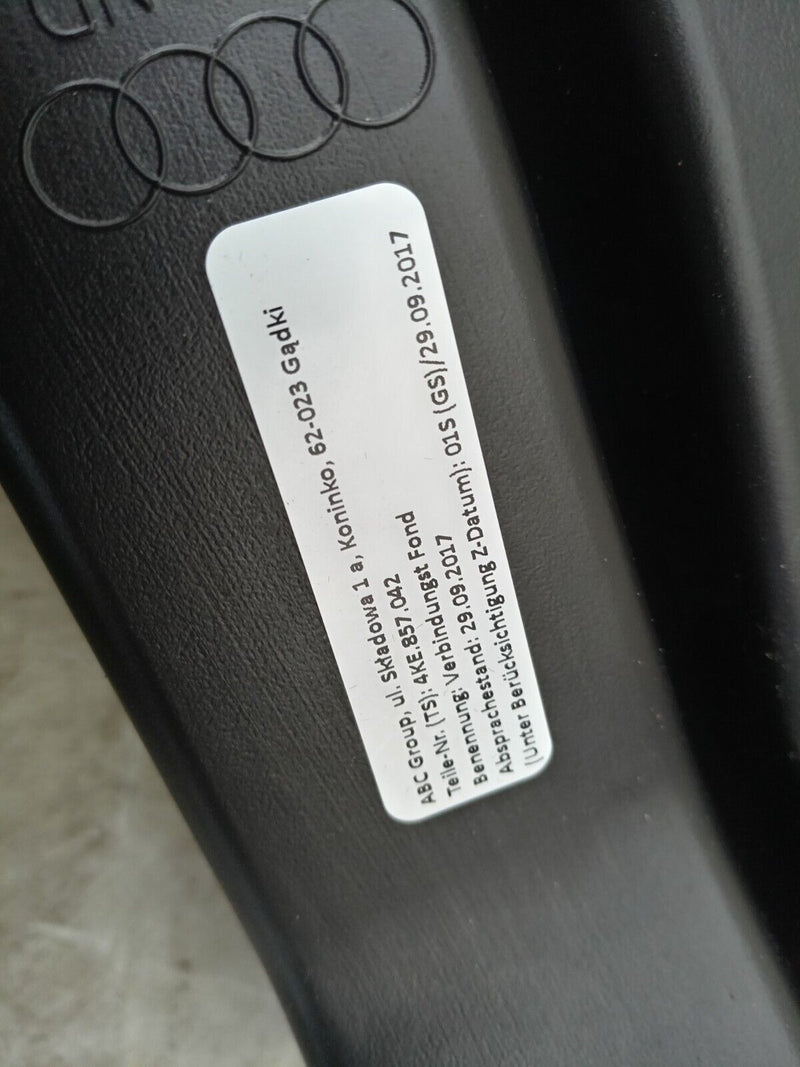 ABC Group, ul. Składowa 1 a, Koninko, 62-023 Gądki
Teile-Nr. (TS): 4KE.857.042
Benennung: Verbindungst Fond
Absprachestand: 29.09.2017
(Unter Berücksichtigung Z-Datum): 01S (GS)/29.09.2017